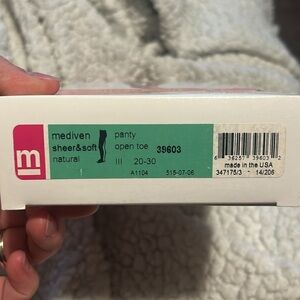 m
mediven
sheer&soft
natural
panty
open toe 39603
III 20-30
A1104 515-07-06
6 36257 39603 2
made in the USA
347175/3 - 14/206